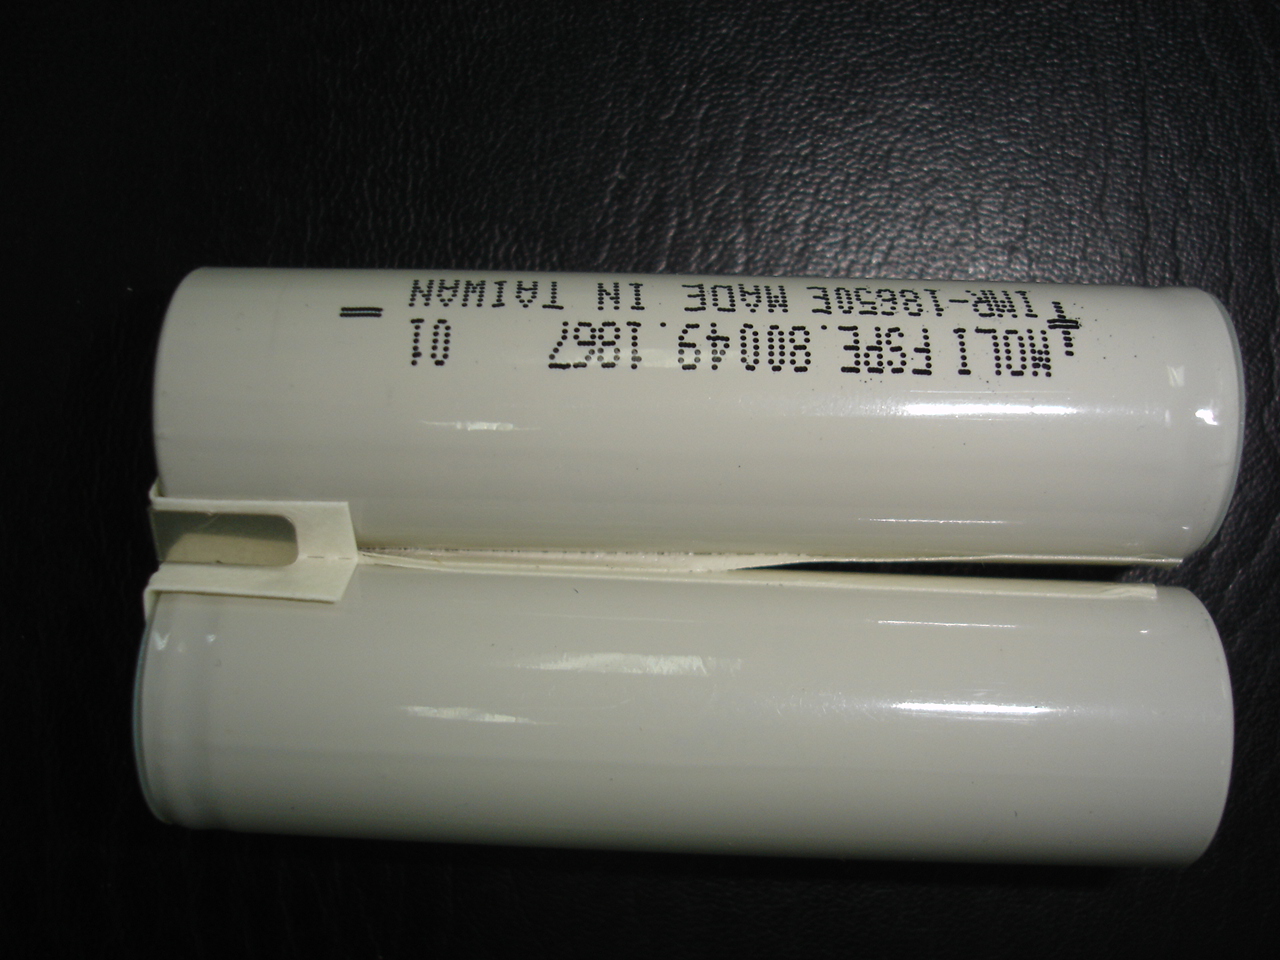 MOLI FSPE.80049.1867 01
+ IMR-18650E MADE IN TAIWAN =